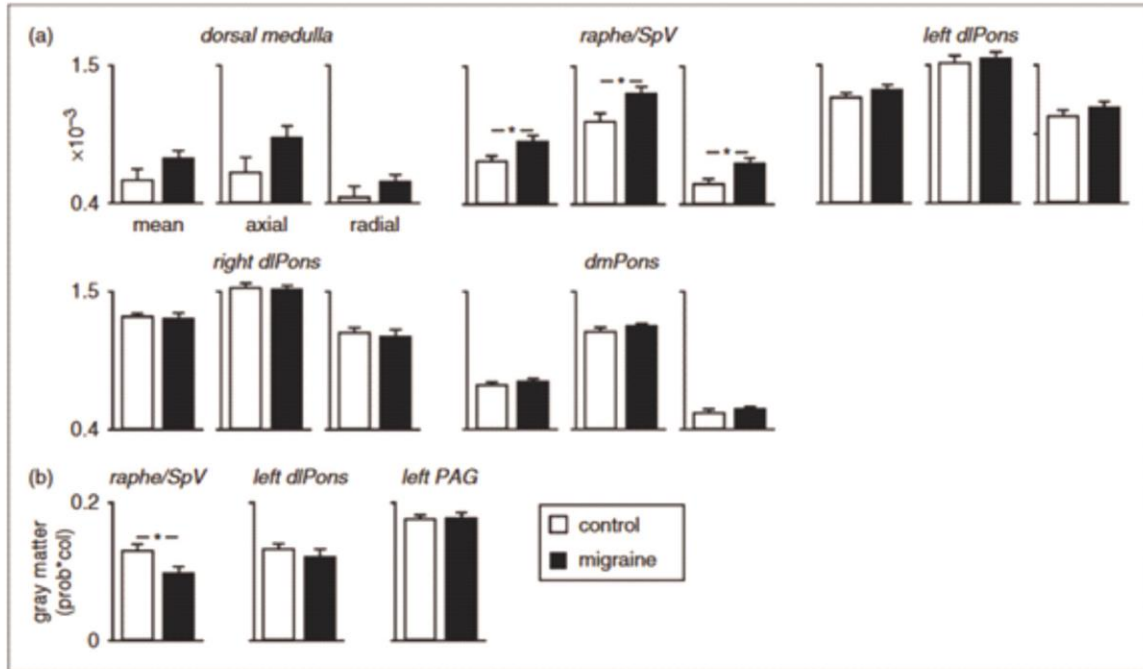 (a) dorsal medulla raphe/SpV left dlPons
1.5
×10⁻³
0.4
mean axial radial
right dlPons dmPons
1.5
0.4
(b) raphe/SpV left dlPons left PAG
0.2
gray matter
(prob*col)
0
control
migraine